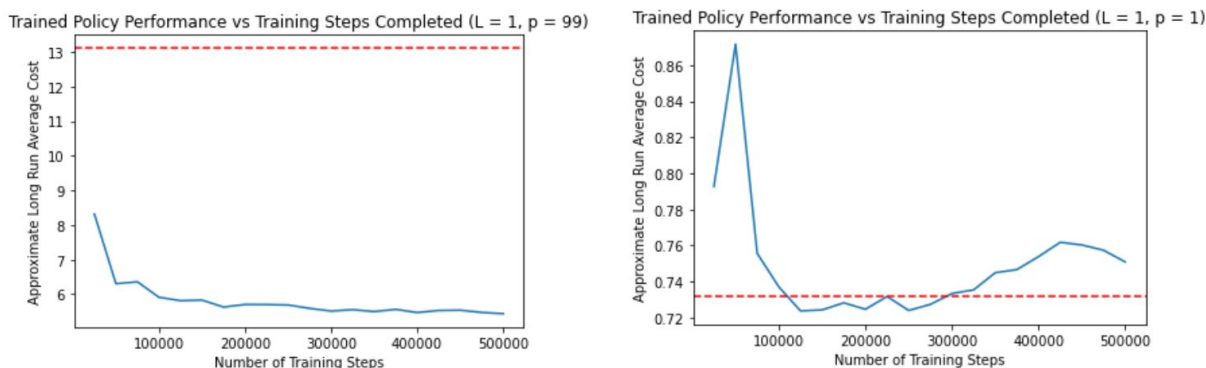 Trained Policy Performance vs Training Steps Completed (L = 1, p = 99)
Approximate Long Run Average Cost
13
12
11
10
9
8
7
6
100000 200000 300000 400000 500000
Number of Training Steps
Trained Policy Performance vs Training Steps Completed (L = 1, p = 1)
Approximate Long Run Average Cost
0.86
0.84
0.82
0.80
0.78
0.76
0.74
0.72
100000 200000 300000 400000 500000
Number of Training Steps